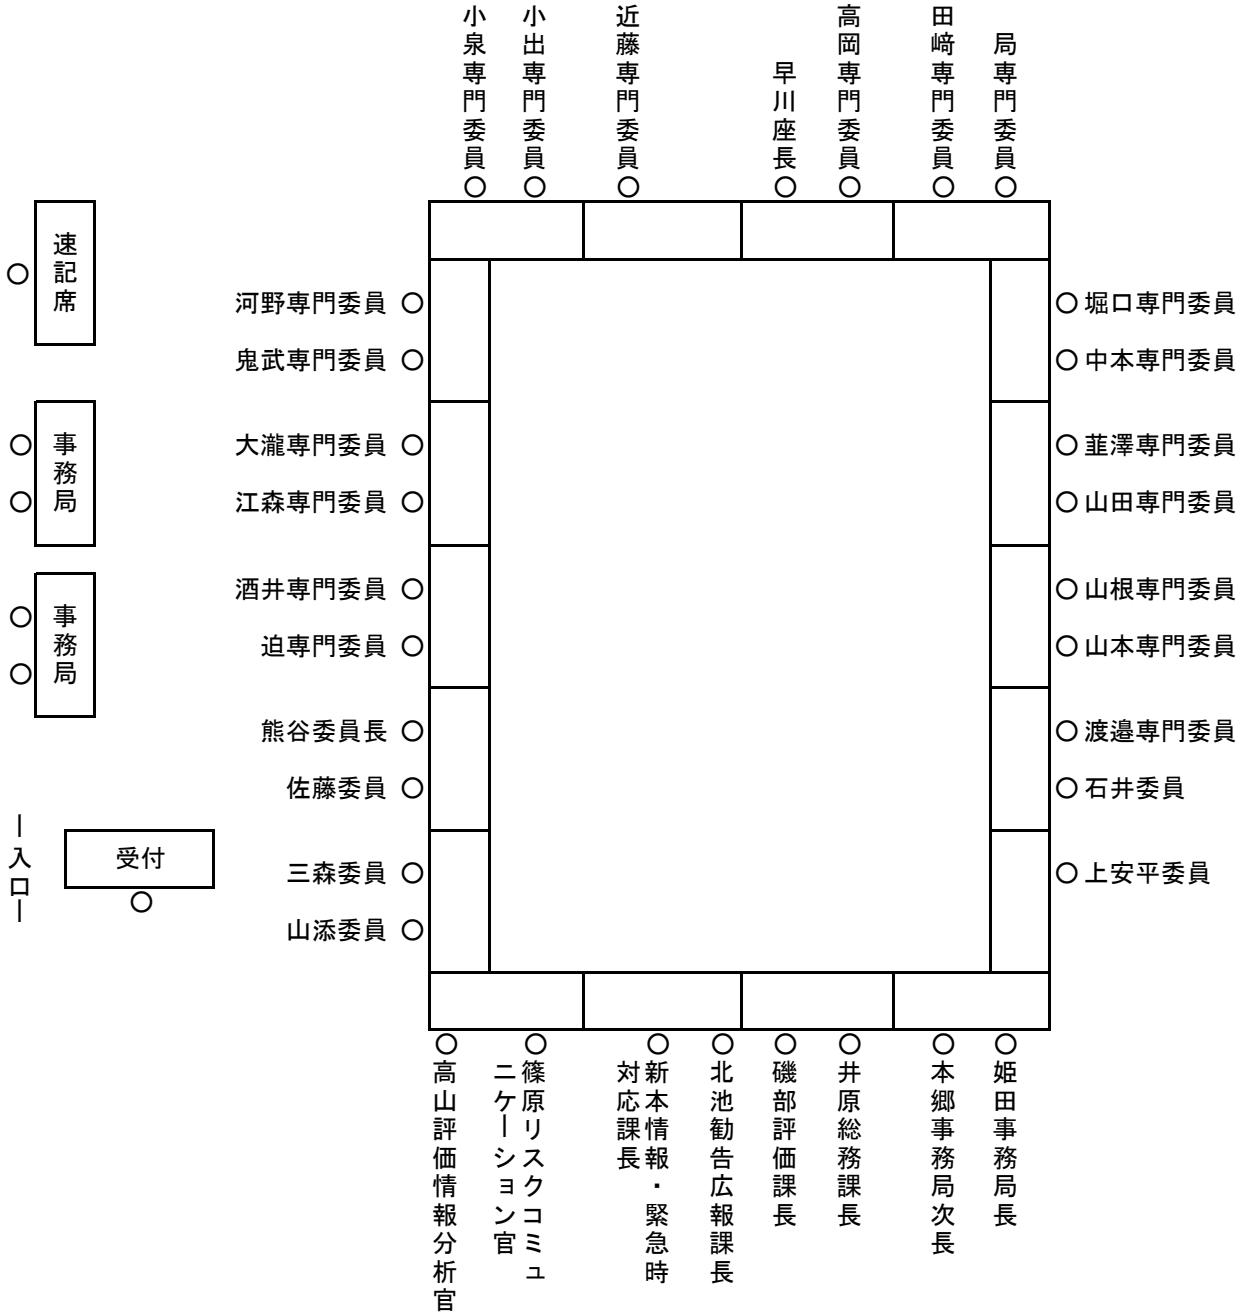 小泉専門委員
小出専門委員
近藤専門委員
早川座長
高岡専門委員
田﨑専門委員
局専門委員
速記席
事務局
事務局
受付
ー入口ー
河野専門委員
鬼武専門委員
大瀧専門委員
江森専門委員
酒井専門委員
迫専門委員
熊谷委員長
佐藤委員
三森委員
山添委員
堀口専門委員
中本専門委員
韮澤専門委員
山田専門委員
山根専門委員
山本専門委員
渡邉専門委員
石井委員
上安平委員
高山評価情報分析官
篠原リスクコミュ
ニケーション官
新本情報・緊急時
対応課長
北池勧告広報課長
磯部評価課長
井原総務課長
本郷事務局次長
姫田事務局長